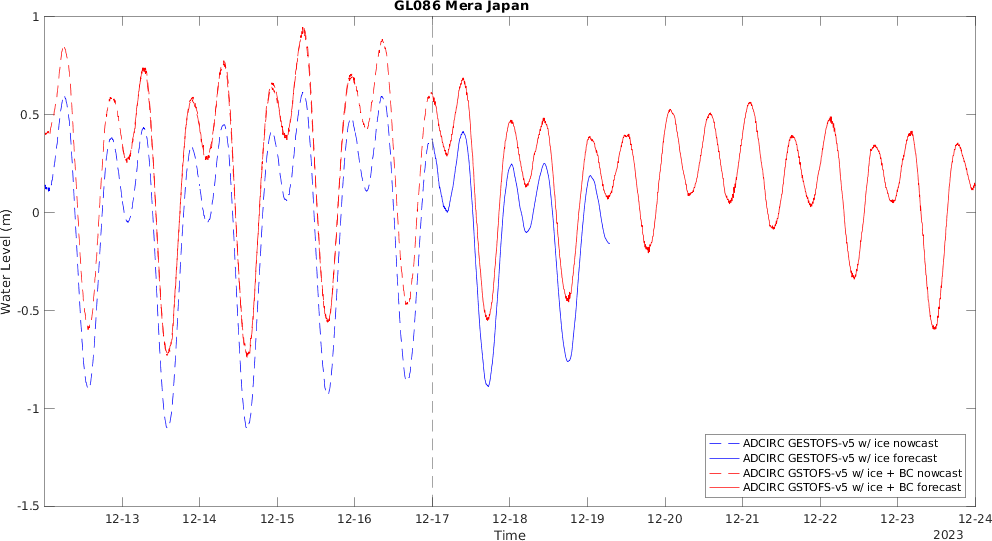 GL086 Mera Japan
1
0.5
0
-0.5
-1
-1.5
Water Level (m)
12-13
12-14
12-15
12-16
12-17
12-18
12-19
12-20
12-21
12-22
12-23
12-24
Time
2023
ADCIRC GESTOFS-v5 w/ ice nowcast
ADCIRC GESTOFS-v5 w/ ice forecast
ADCIRC GSTOFS-v5 w/ ice + BC nowcast
ADCIRC GSTOFS-v5 w/ ice + BC forecast